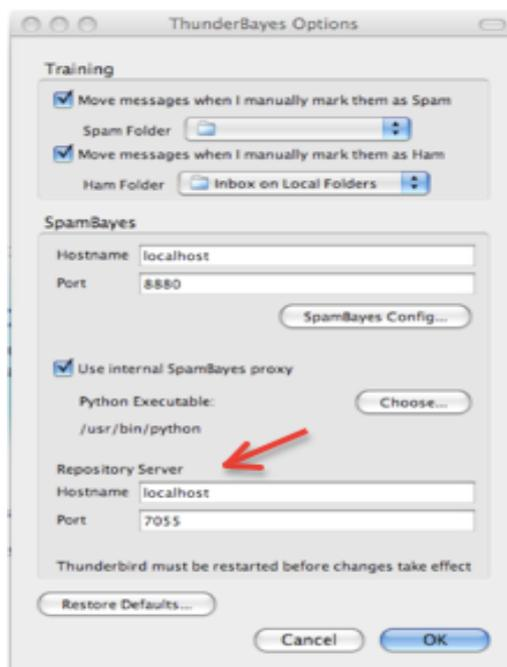 ThunderBayes Options
Training
Move messages when I manually mark them as Spam
Spam Folder
Move messages when I manually mark them as Ham
Ham Folder Inbox on Local Folders
SpamBayes
Hostname localhost
Port 8880
SpamBayes Config...
Use internal SpamBayes proxy
Python Executable: Choose...
/usr/bin/python
Repository Server
Hostname localhost
Port 7055
Thunderbird must be restarted before changes take effect
Restore Defaults...
Cancel OK